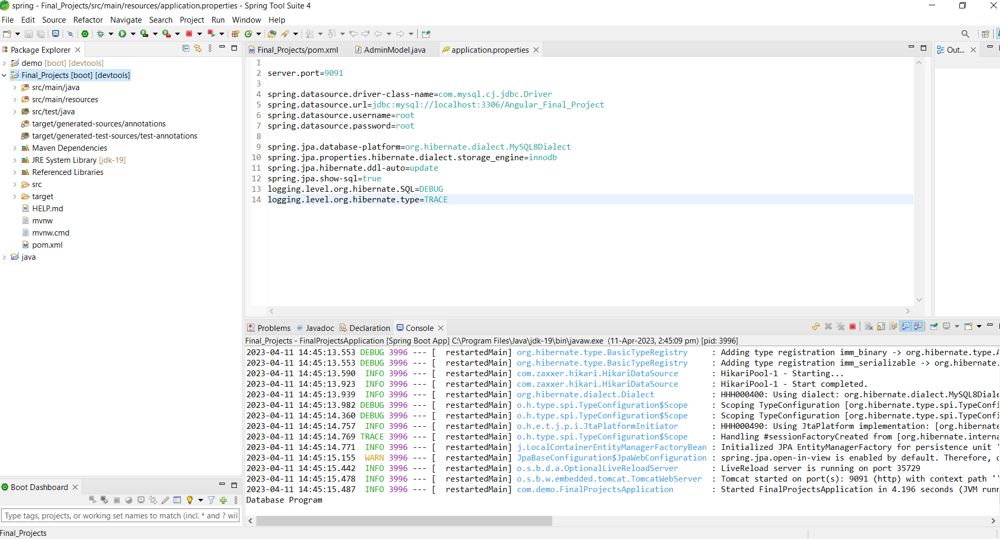 spring - Final_Projects/src/main/resources/application.properties - Spring Tool Suite 4
File Edit Source Refactor Navigate Search Project Run Window Help
Package Explorer
demo [boot] [devtools]
Final_Projects [boot] [devtools]
src/main/java
src/main/resources
src/test/java
target/generated-sources/annotations
target/generated-test-sources/test-annotations
Maven Dependencies
JRE System Library [jdk-19]
Referenced Libraries
src
target
HELP.md
mvnw
mvnw.cmd
pom.xml
java
Final_Projects/pom.xml AdminModel.java application.properties
1
2 server.port=9091
3
4 spring.datasource.driver-class-name=com.mysql.cj.jdbc.Driver
5 spring.datasource.url=jdbc:mysql://localhost:3306/Angular_Final_Project
6 spring.datasource.username=root
7 spring.datasource.password=root
8
9 spring.jpa.database-platform=org.hibernate.dialect.MySQL8Dialect
10 spring.jpa.properties.hibernate.dialect.storage_engine=innodb
11 spring.jpa.hibernate.ddl-auto=update
12 spring.jpa.show-sql=true
13 logging.level.org.hibernate.SQL=DEBUG
14 logging.level.org.hibernate.type=TRACE
Out...
Problems Javadoc Declaration Console
Final_Projects - FinalProjectsApplication [Spring Boot App] C:\Program Files\Java\jdk-19\bin\javaw.exe (11-Apr-2023, 2:45:09 pm) [pid: 3996]
2023-04-11 14:45:13.553 DEBUG 3996 --- [ restartedMain] org.hibernate.type.BasicTypeRegistry : Adding type registration imm_binary -> org.hibernate.type.A
2023-04-11 14:45:13.553 DEBUG 3996 --- [ restartedMain] org.hibernate.type.BasicTypeRegistry : Adding type registration imm_serializable -> org.hibernate.
2023-04-11 14:45:13.590 INFO 3996 --- [ restartedMain] com.zaxxer.hikari.HikariDataSource : HikariPool-1 - Starting...
2023-04-11 14:45:13.923 INFO 3996 --- [ restartedMain] com.zaxxer.hikari.HikariDataSource : HikariPool-1 - Start completed.
2023-04-11 14:45:13.939 INFO 3996 --- [ restartedMain] org.hibernate.dialect.Dialect : HHH000400: Using dialect: org.hibernate.dialect.MySQL8Diale
2023-04-11 14:45:13.982 DEBUG 3996 --- [ restartedMain] o.h.type.spi.TypeConfiguration$Scope : Scoping TypeConfiguration [org.hibernate.type.spi.TypeConfi
2023-04-11 14:45:14.360 DEBUG 3996 --- [ restartedMain] o.h.type.spi.TypeConfiguration$Scope : Scoping TypeConfiguration [org.hibernate.type.spi.TypeConfi
2023-04-11 14:45:14.757 INFO 3996 --- [ restartedMain] o.h.e.t.j.p.i.JtaPlatformInitiator : HHH000490: Using JtaPlatform implementation: [org.hibernate
2023-04-11 14:45:14.769 TRACE 3996 --- [ restartedMain] o.h.type.spi.TypeConfiguration$Scope : Handling #sessionFactoryCreated from [org.hibernate.interna
2023-04-11 14:45:14.771 INFO 3996 --- [ restartedMain] j.LocalContainerEntityManagerFactoryBean : Initialized JPA EntityManagerFactory for persistence unit '
2023-04-11 14:45:15.155 WARN 3996 --- [ restartedMain] JpaBaseConfiguration$JpaWebConfiguration : spring.jpa.open-in-view is enabled by default. Therefore, d
2023-04-11 14:45:15.442 INFO 3996 --- [ restartedMain] o.s.b.d.a.OptionalLiveReloadServer : LiveReload server is running on port 35729
2023-04-11 14:45:15.478 INFO 3996 --- [ restartedMain] o.s.b.w.embedded.tomcat.TomcatWebServer : Tomcat started on port(s): 9091 (http) with context path ''
2023-04-11 14:45:15.487 INFO 3996 --- [ restartedMain] com.demo.FinalProjectsApplication : Started FinalProjectsApplication in 4.196 seconds (JVM runn
Database Program
Boot Dashboard
Type tags, projects, or working set names to match (incl. * and ? wil
Final_Projects